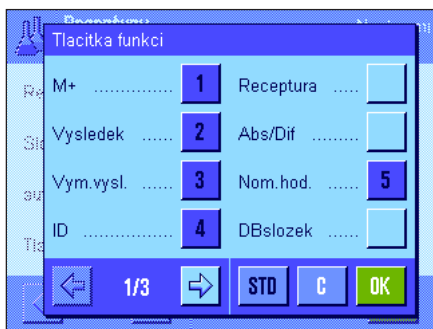 Receptury
Tlacitka funkci
M+ .............. 1 Receptura .....
Vysledek ...... 2 Abs/Dif .........
Vym.vysl. ...... 3 Nom.hod. ..... 5
ID ................ 4 DBslozek .....
1/3 STD C OK